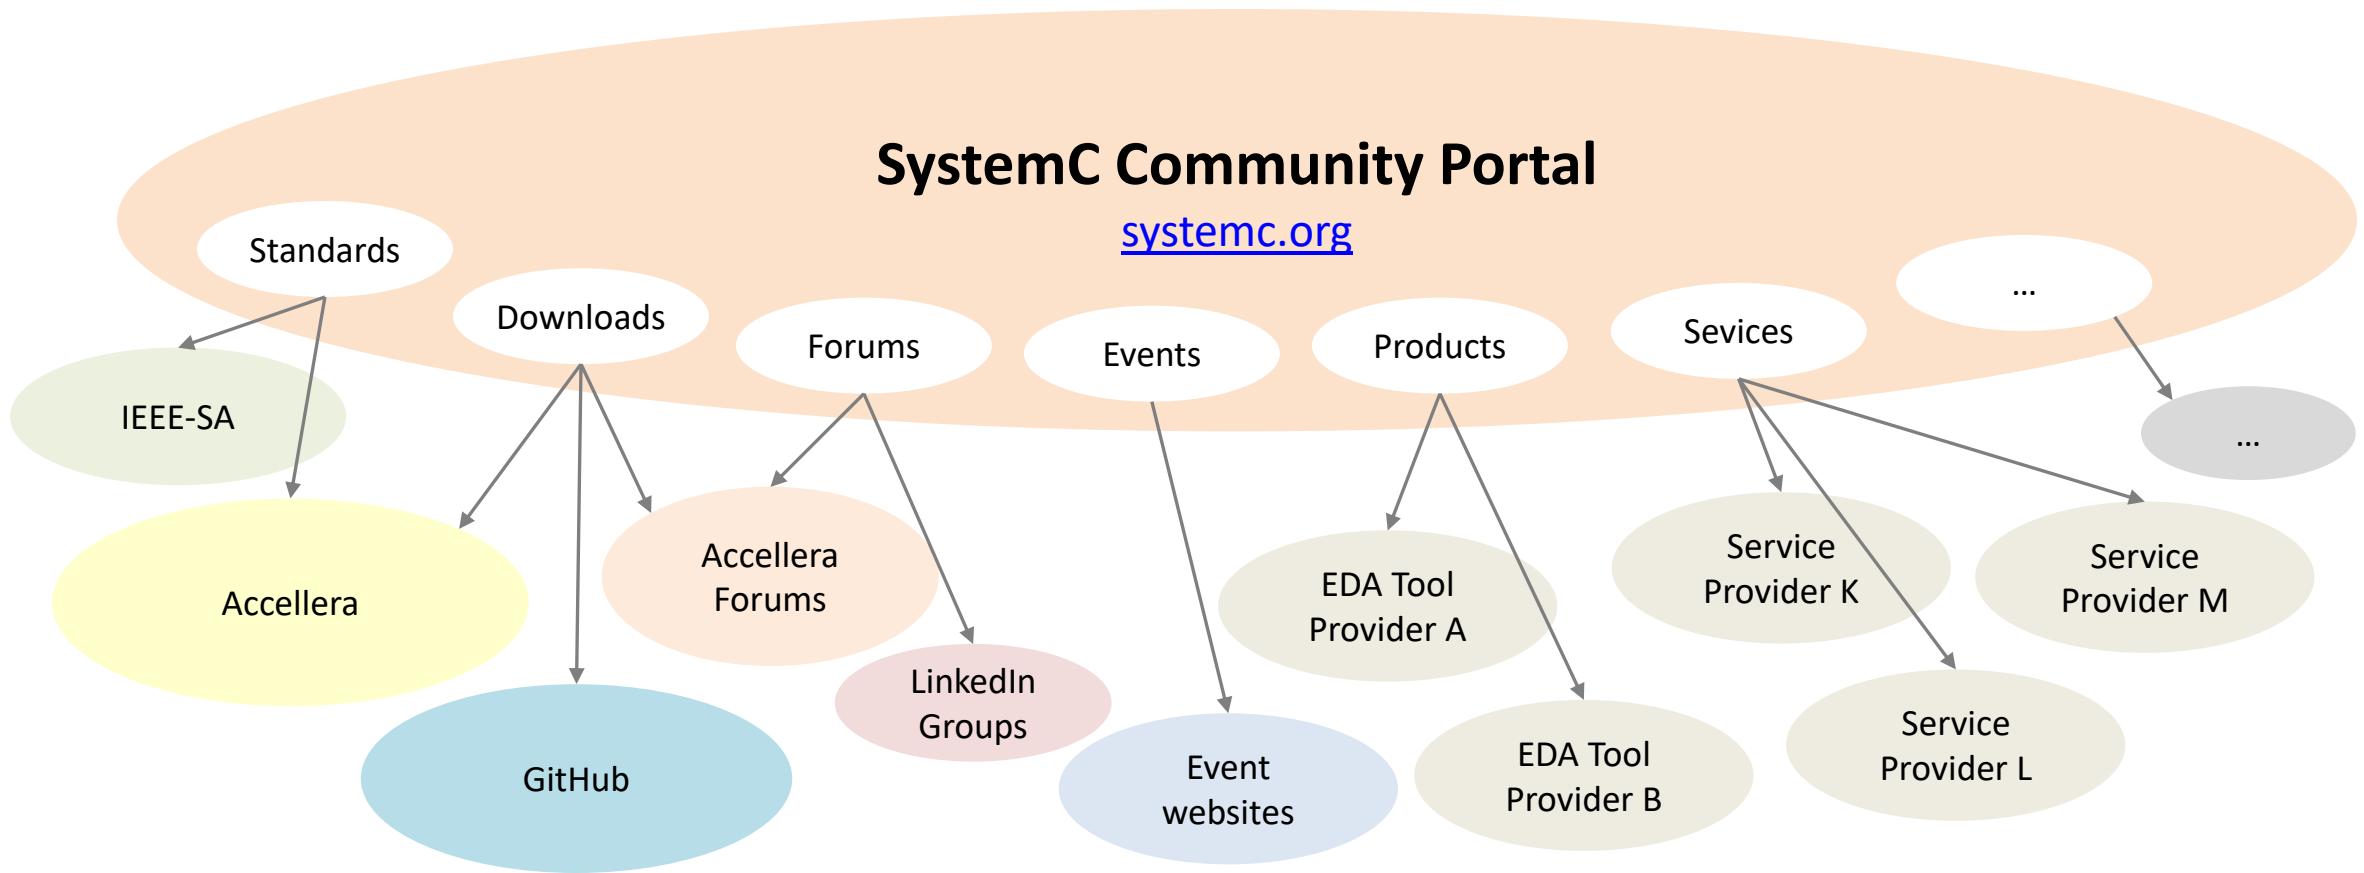 SystemC Community Portal
systemc.org
Standards
Downloads
Forums
Events
Products
Sevices
...
IEEE-SA
Accellera
GitHub
Accellera
Forums
LinkedIn
Groups
Event
websites
EDA Tool
Provider A
EDA Tool
Provider B
Service
Provider K
Service
Provider L
Service
Provider M
...